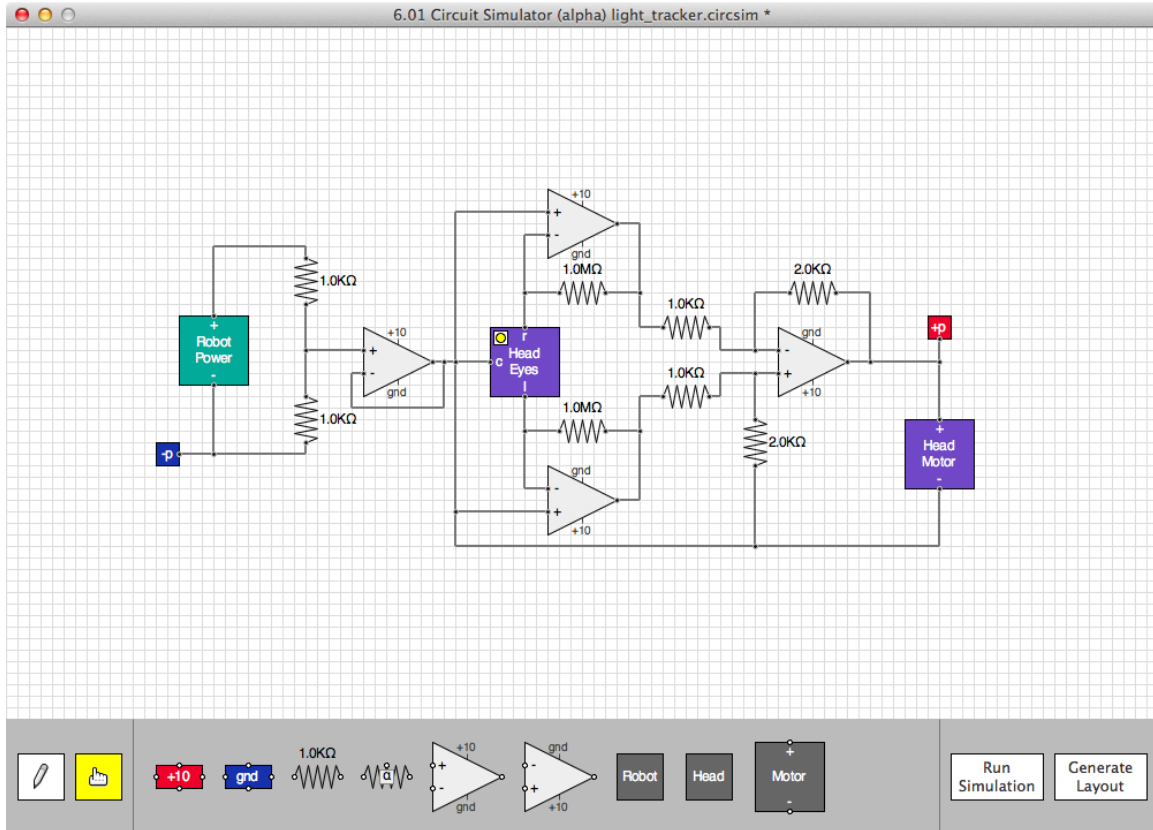 6.01 Circuit Simulator (alpha) light_tracker.circsim *
+10
+
-
gnd
1.0MΩ
2.0KΩ
1.0KΩ
1.0KΩ
+
Robot
Power
-
+10
+
-
gnd
r
Head
c
Eyes
l
gnd
-
+
+10
+p
1.0KΩ
1.0KΩ
1.0MΩ
2.0KΩ
+
Head
Motor
-
-p
gnd
-
+
+10
1.0KΩ
+10
gnd
α
+10
+
-
gnd
gnd
-
+
+10
Robot
Head
+
Motor
-
Run
Simulation
Generate
Layout